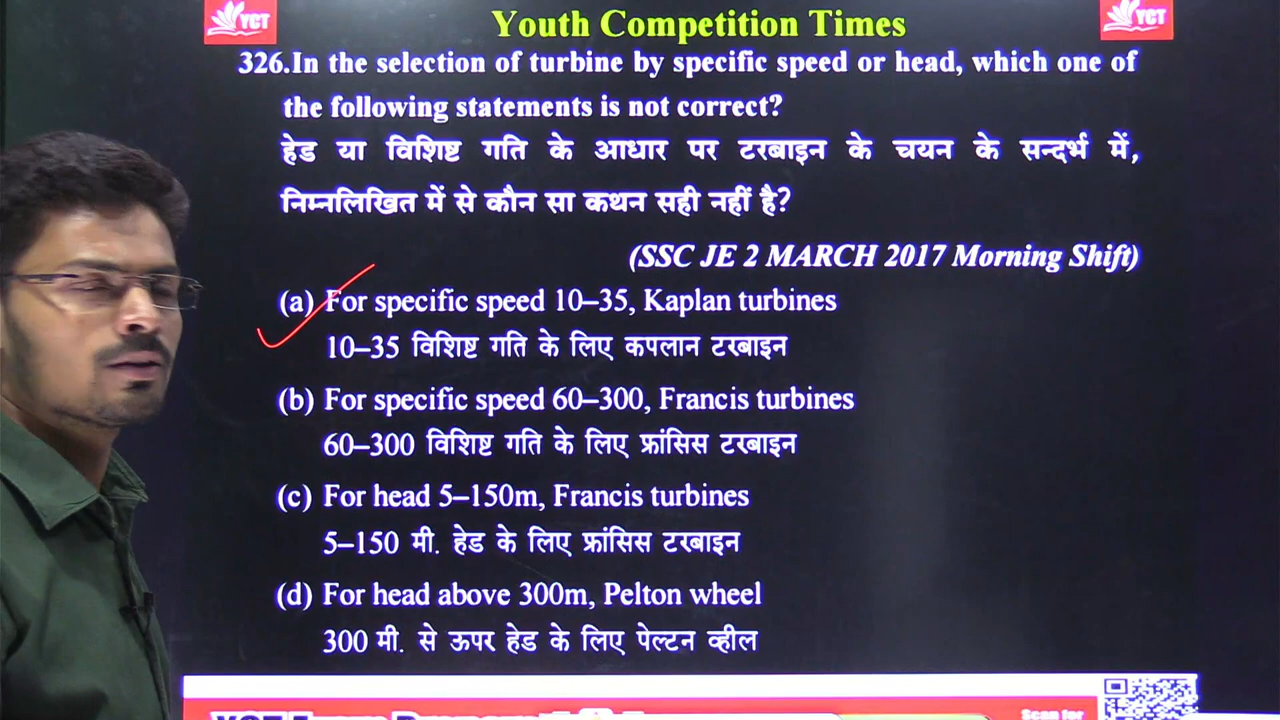 YCT
Youth Competition Times
YCT
326.In the selection of turbine by specific speed or head, which one of
the following statements is not correct?
हेड या विशिष्ट गति के आधार पर टरबाइन के चयन के सन्दर्भ में,
निम्नलिखित में से कौन सा कथन सही नहीं है?
(SSC JE 2 MARCH 2017 Morning Shift)
(a) For specific speed 10–35, Kaplan turbines
10–35 विशिष्ट गति के लिए कपलान टरबाइन
(b) For specific speed 60–300, Francis turbines
60–300 विशिष्ट गति के लिए फ्रांसिस टरबाइन
(c) For head 5–150m, Francis turbines
5–150 मी. हेड के लिए फ्रांसिस टरबाइन
(d) For head above 300m, Pelton wheel
300 मी. से ऊपर हेड के लिए पेल्टन व्हील
Scan for